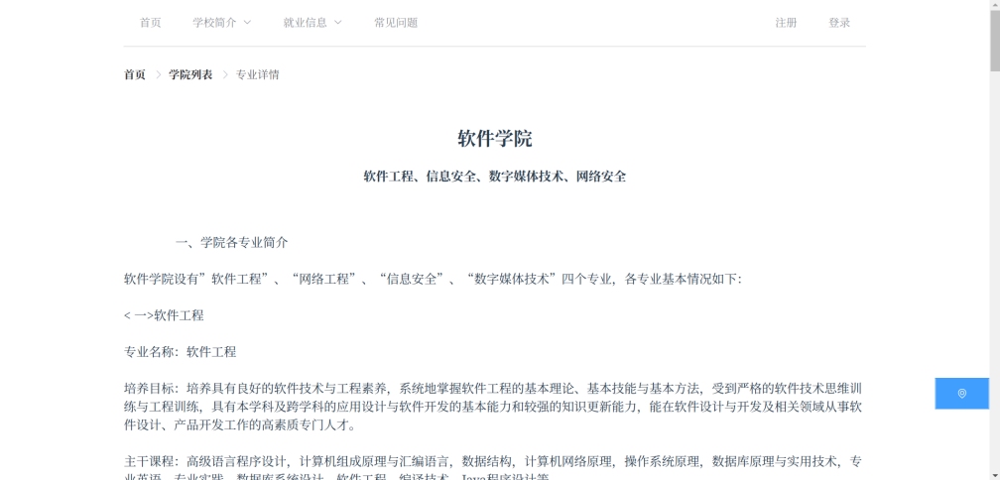 首页 学校简介 就业信息 常见问题 注册 登录
首页 > 学院列表 > 专业详情
软件学院
软件工程、信息安全、数字媒体技术、网络安全
一、学院各专业简介
软件学院设有”软件工程”、“网络工程”、“信息安全”、“数字媒体技术”四个专业，各专业基本情况如下：
< 一>软件工程
专业名称：软件工程
培养目标：培养具有良好的软件技术与工程素养，系统地掌握软件工程的基本理论、基本技能与基本方法，受到严格的软件技术思维训
练与工程训练，具有本学科及跨学科的应用设计与软件开发的基本能力和较强的知识更新能力，能在软件设计与开发及相关领域从事软
件设计、产品开发工作的高素质专门人才。
主干课程：高级语言程序设计，计算机组成原理与汇编语言，数据结构，计算机网络原理，操作系统原理，数据库原理与实用技术，专
业英语，专业实践，数据库系统设计，软件工程，编译技术，Java程序设计等